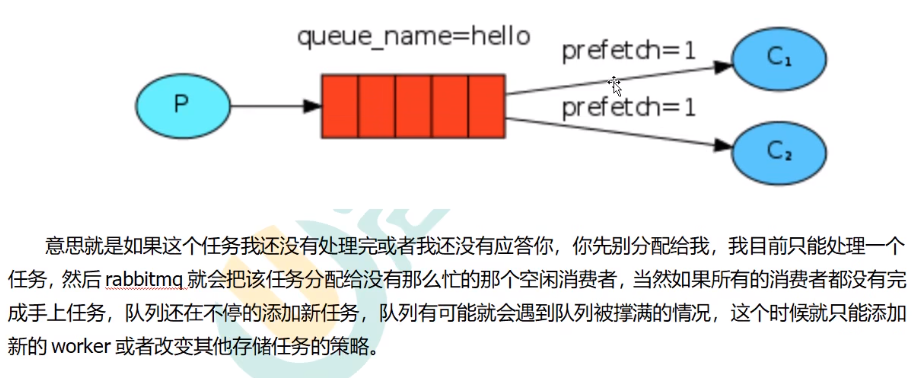 queue_name=hello
prefetch=1
C₁
P
prefetch=1
C₂
意思就是如果这个任务我还没有处理完或者我还没有应答你，你先别分配给我，我目前只能处理一个
任务，然后 rabbitmq 就会把该任务分配给没有那么忙的那个空闲消费者，当然如果所有的消费者都没有完
成手上任务，队列还在不停的添加新任务，队列有可能就会遇到队列被撑满的情况，这个时候就只能添加
新的 worker 或者改变其他存储任务的策略。